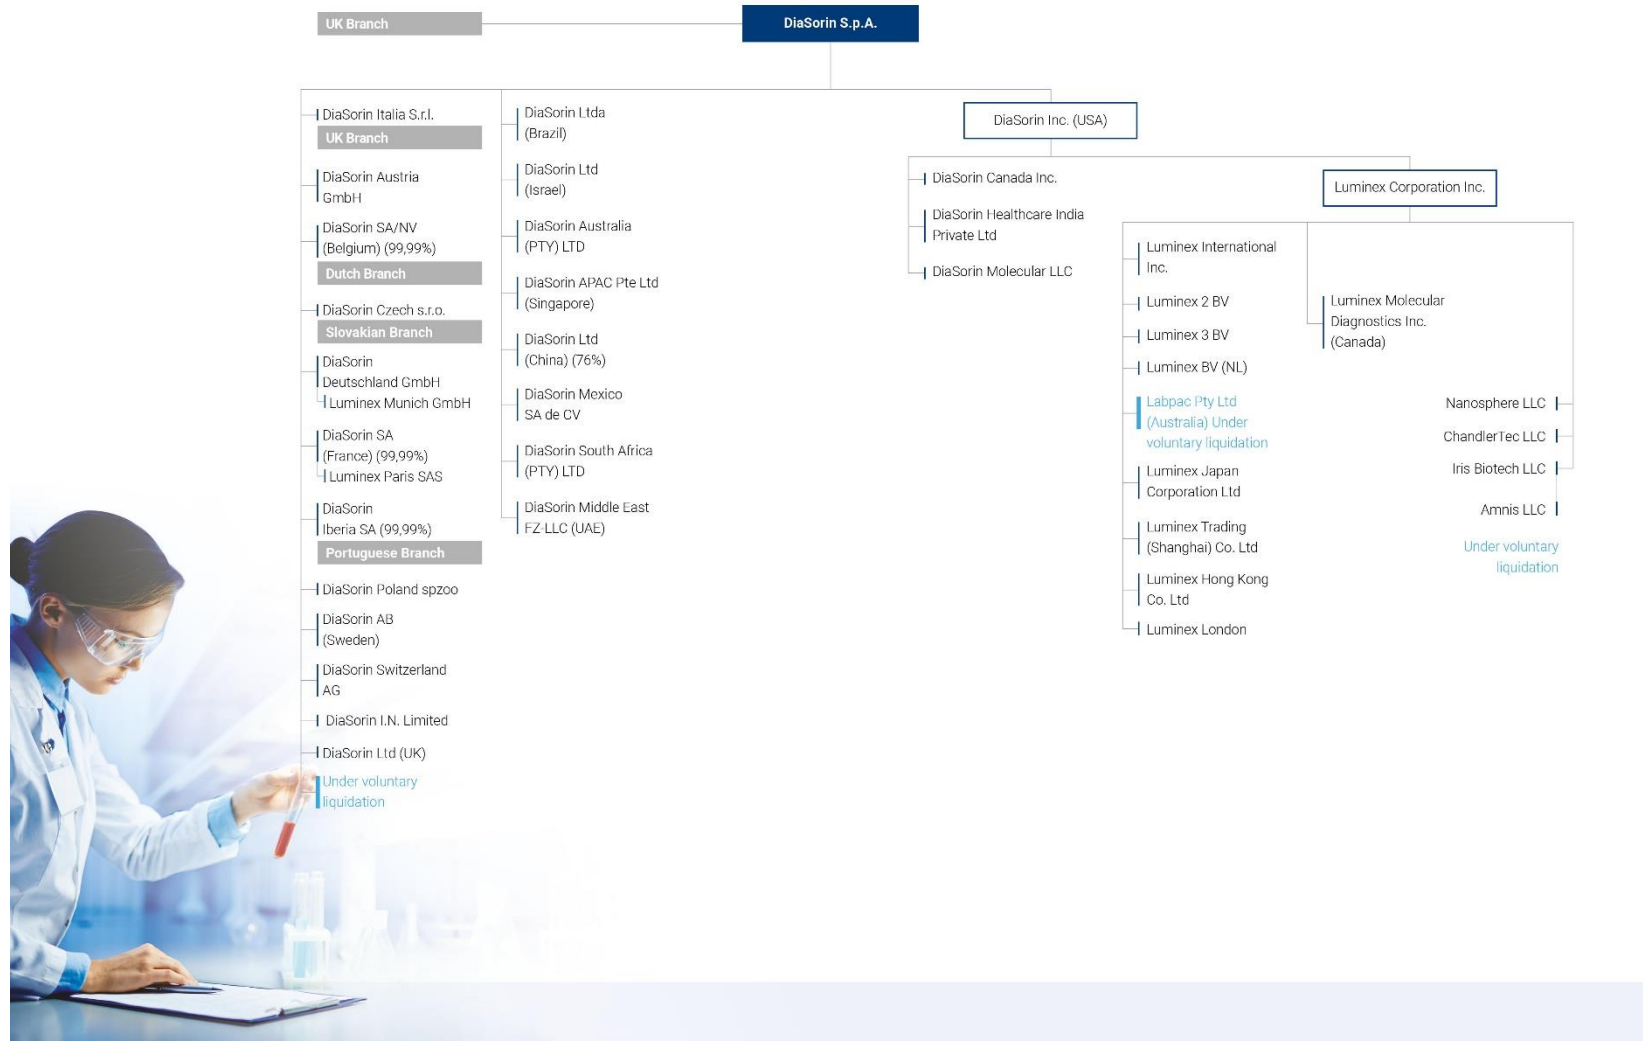 UK Branch
DiaSorin S.p.A.
DiaSorin Italia S.r.l.
UK Branch
DiaSorin Austria
GmbH
DiaSorin SA/NV
(Belgium) (99,99%)
Dutch Branch
DiaSorin Czech s.r.o.
Slovakian Branch
DiaSorin
Deutschland GmbH
Luminex Munich GmbH
DiaSorin SA
(France) (99,99%)
Luminex Paris SAS
DiaSorin
Iberia SA (99,99%)
Portuguese Branch
DiaSorin Poland spzoo
DiaSorin AB
(Sweden)
DiaSorin Switzerland
AG
DiaSorin I.N. Limited
DiaSorin Ltd (UK)
Under voluntary
liquidation
DiaSorin Ltda
(Brazil)
DiaSorin Ltd
(Israel)
DiaSorin Australia
(PTY) LTD
DiaSorin APAC Pte Ltd
(Singapore)
DiaSorin Ltd
(China) (76%)
DiaSorin Mexico
SA de CV
DiaSorin South Africa
(PTY) LTD
DiaSorin Middle East
FZ-LLC (UAE)
DiaSorin Inc. (USA)
DiaSorin Canada Inc.
DiaSorin Healthcare India
Private Ltd
DiaSorin Molecular LLC
Luminex Corporation Inc.
Luminex International
Inc.
Luminex 2 BV
Luminex 3 BV
Luminex BV (NL)
Labpac Pty Ltd
(Australia) Under
voluntary liquidation
Luminex Japan
Corporation Ltd
Luminex Trading
(Shanghai) Co. Ltd
Luminex Hong Kong
Co. Ltd
Luminex London
Luminex Molecular
Diagnostics Inc.
(Canada)
Nanosphere LLC
ChandlerTec LLC
Iris Biotech LLC
Amnis LLC
Under voluntary
liquidation